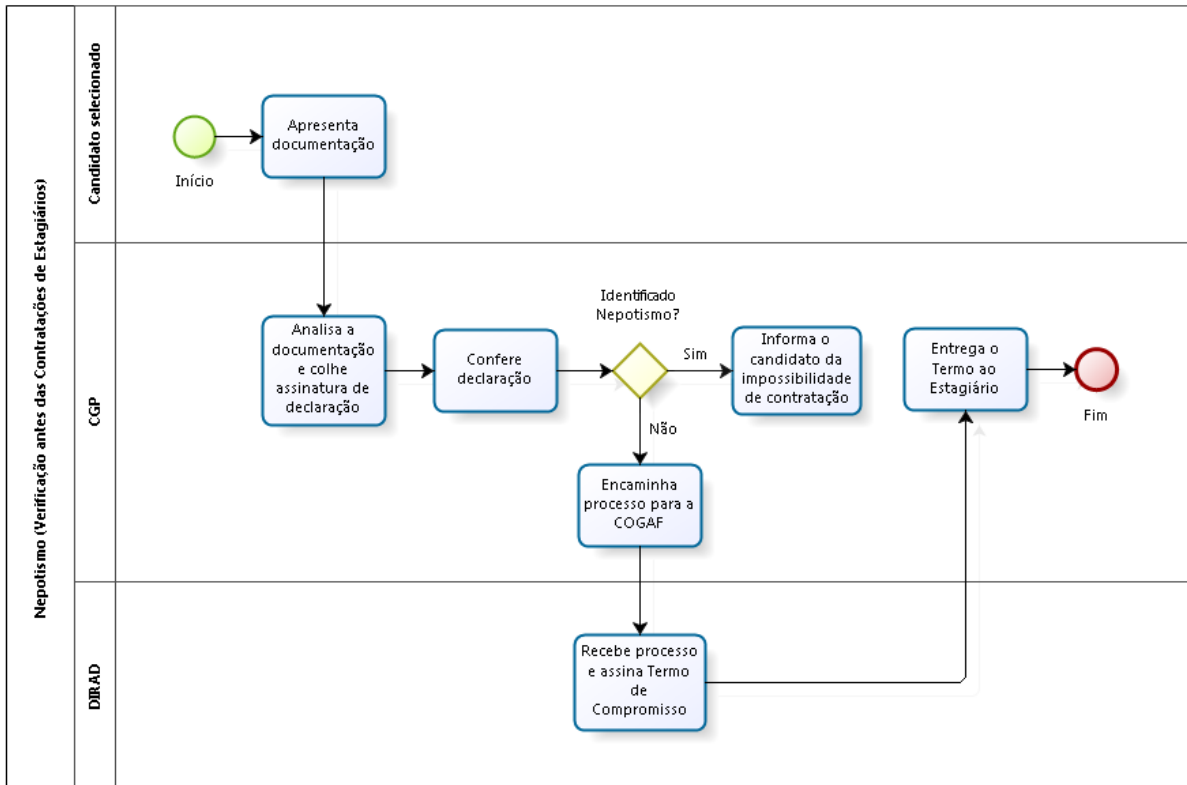 Nepotismo (Verificação antes das Contratações de Estagiários)
Candidato selecionado
Início
Apresenta
documentação
CGP
Analisa a
documentação
e colhe
assinatura de
declaração
Confere
declaração
Identificado
Nepotismo?
Sim
Informa o
candidato da
impossibilidade
de contratação
Não
Encaminha
processo para a
COGAF
Entrega o
Termo ao
Estagiário
Fim
DIRAD
Recebe processo
e assina Termo
de
Compromisso